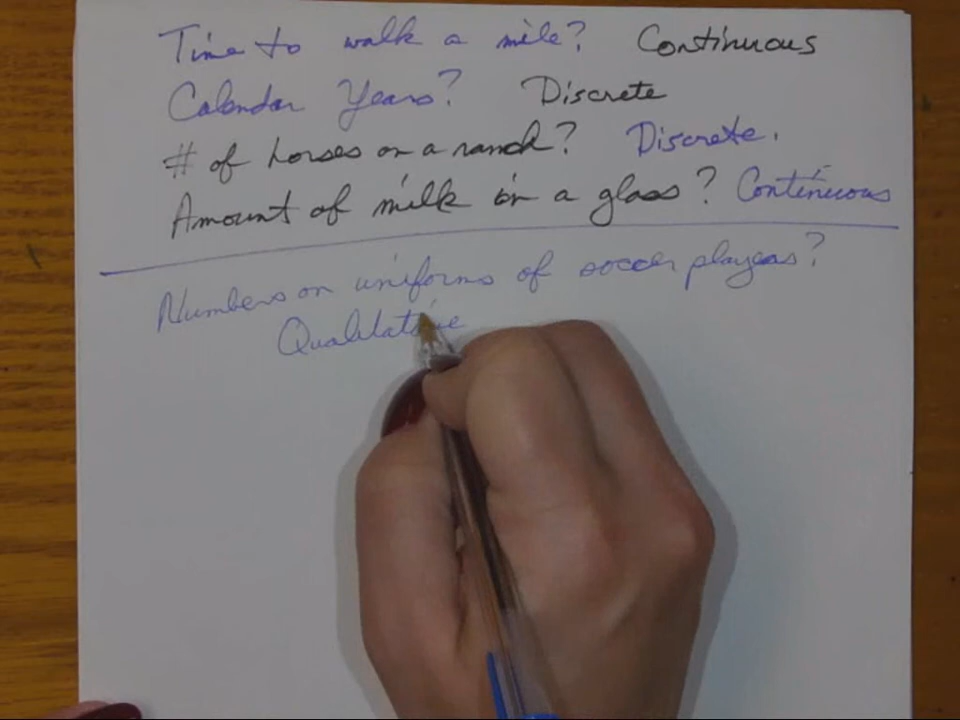 Time to walk a mile? Continuous
Calendar Years? Discrete
# of horses on a ranch? Discrete.
Amount of milk in a glass? Continuous
Numbers on uniforms of soccer players?
Qualitative